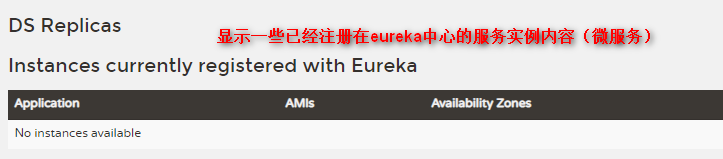 DS Replicas
显示一些已经注册在eureka中心的服务实例内容（微服务）
Instances currently registered with Eureka
Application AMIs Availability Zones
No instances available